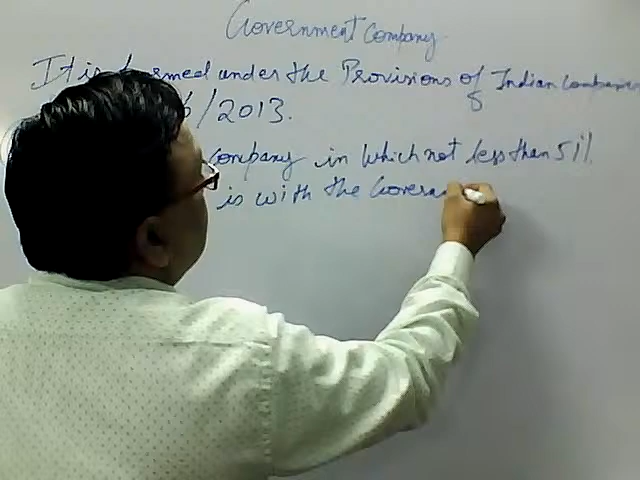 Government Company
It is formed under the Provisions of Indian Companies
6/2013.
Company in which not less than 51%
is with the Govern